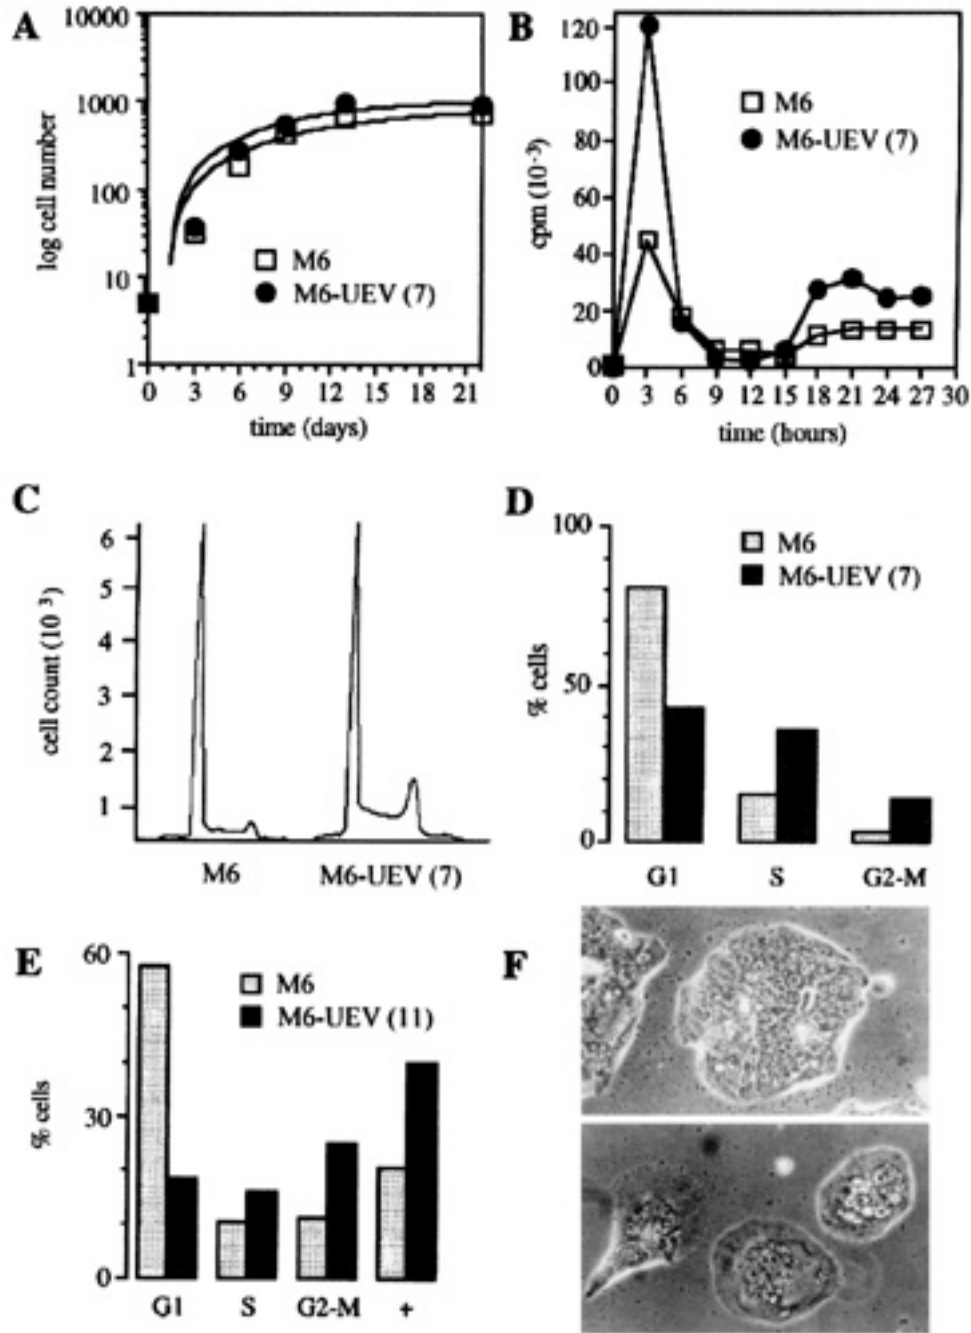 A
log cell number
10000
1000
100
10
1
M6
M6-UEV (7)
0 3 6 9 12 15 18 21
time (days)
B
cpm (10⁻³)
120
100
80
60
40
20
0
M6
M6-UEV (7)
0 3 6 9 12 15 18 21 24 27 30
time (hours)
C
cell count (10 ³)
6
5
4
3
2
1
M6 M6-UEV (7)
D
% cells
100
50
0
M6
M6-UEV (7)
G1 S G2-M
E
% cells
60
30
0
M6
M6-UEV (11)
G1 S G2-M +
F